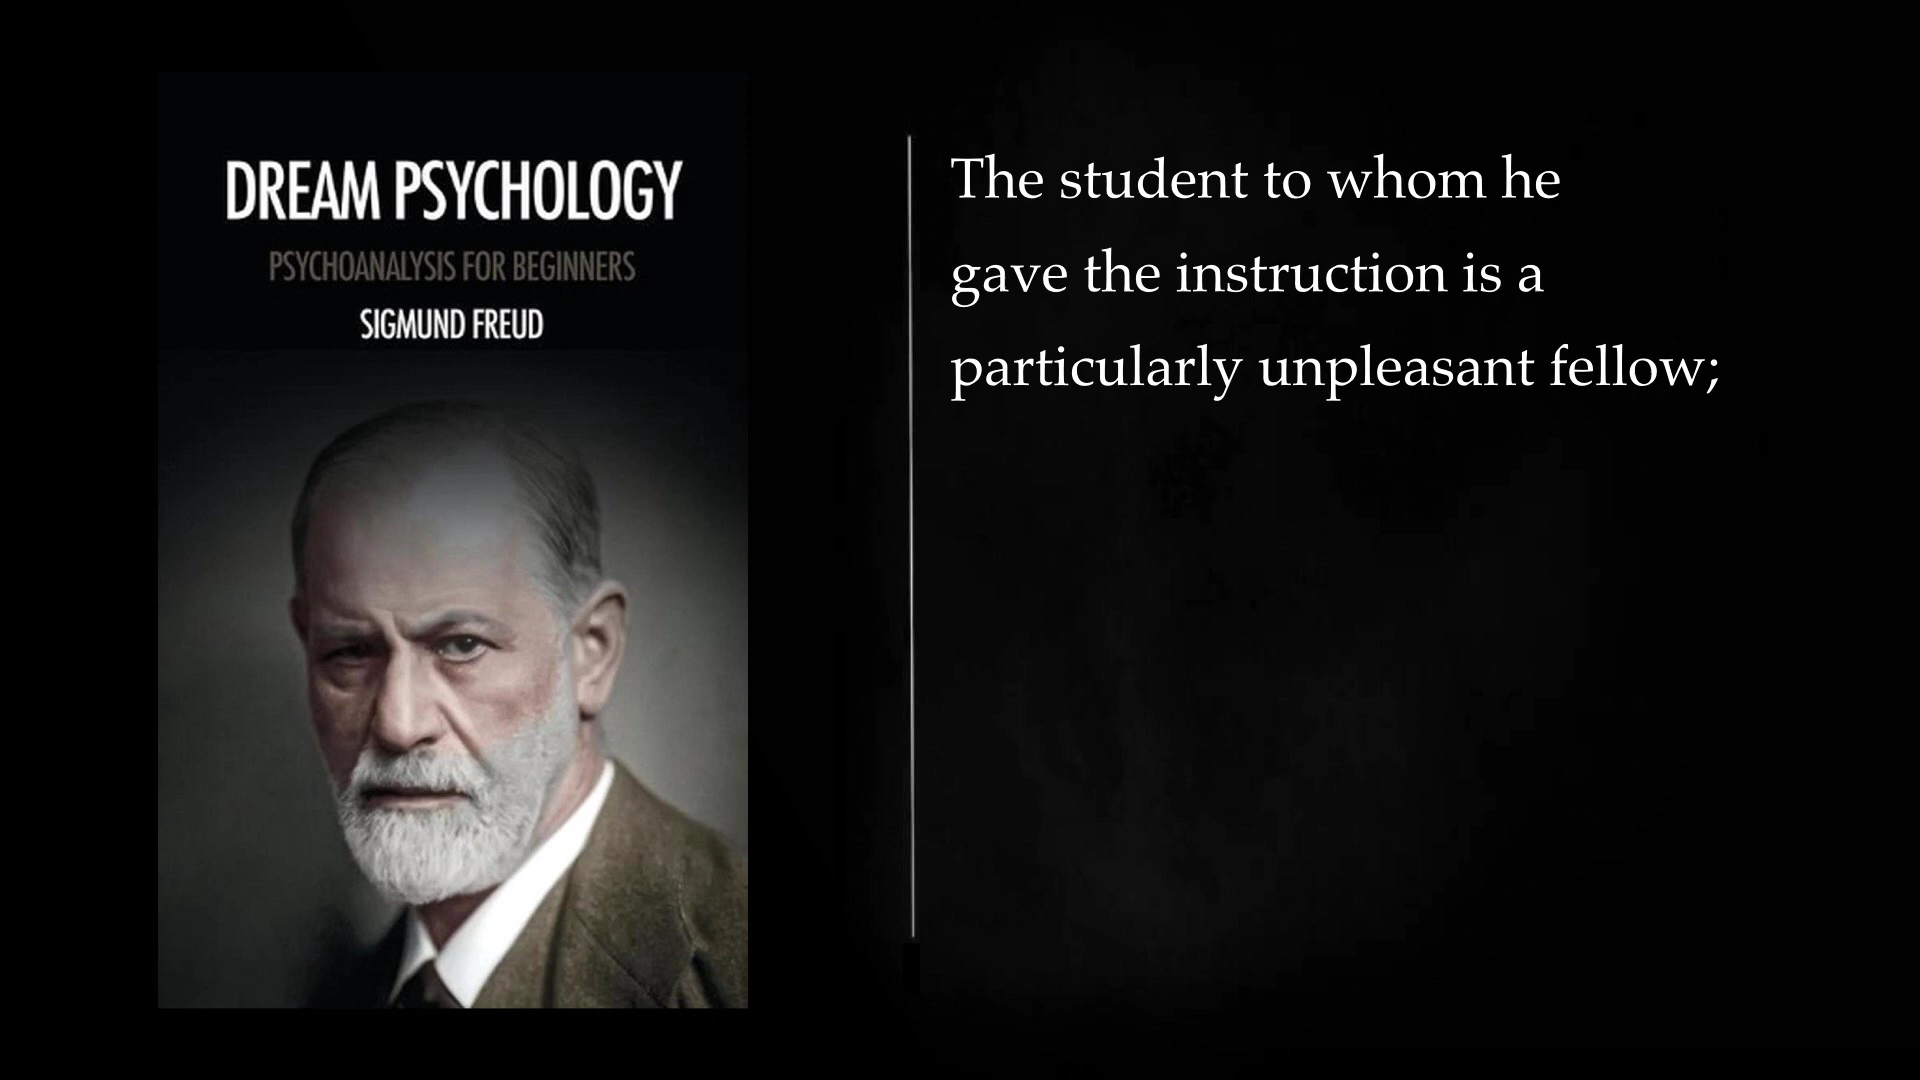 DREAM PSYCHOLOGY
PSYCHOANALYSIS FOR BEGINNERS
SIGMUND FREUD
The student to whom he
gave the instruction is a
particularly unpleasant fellow;